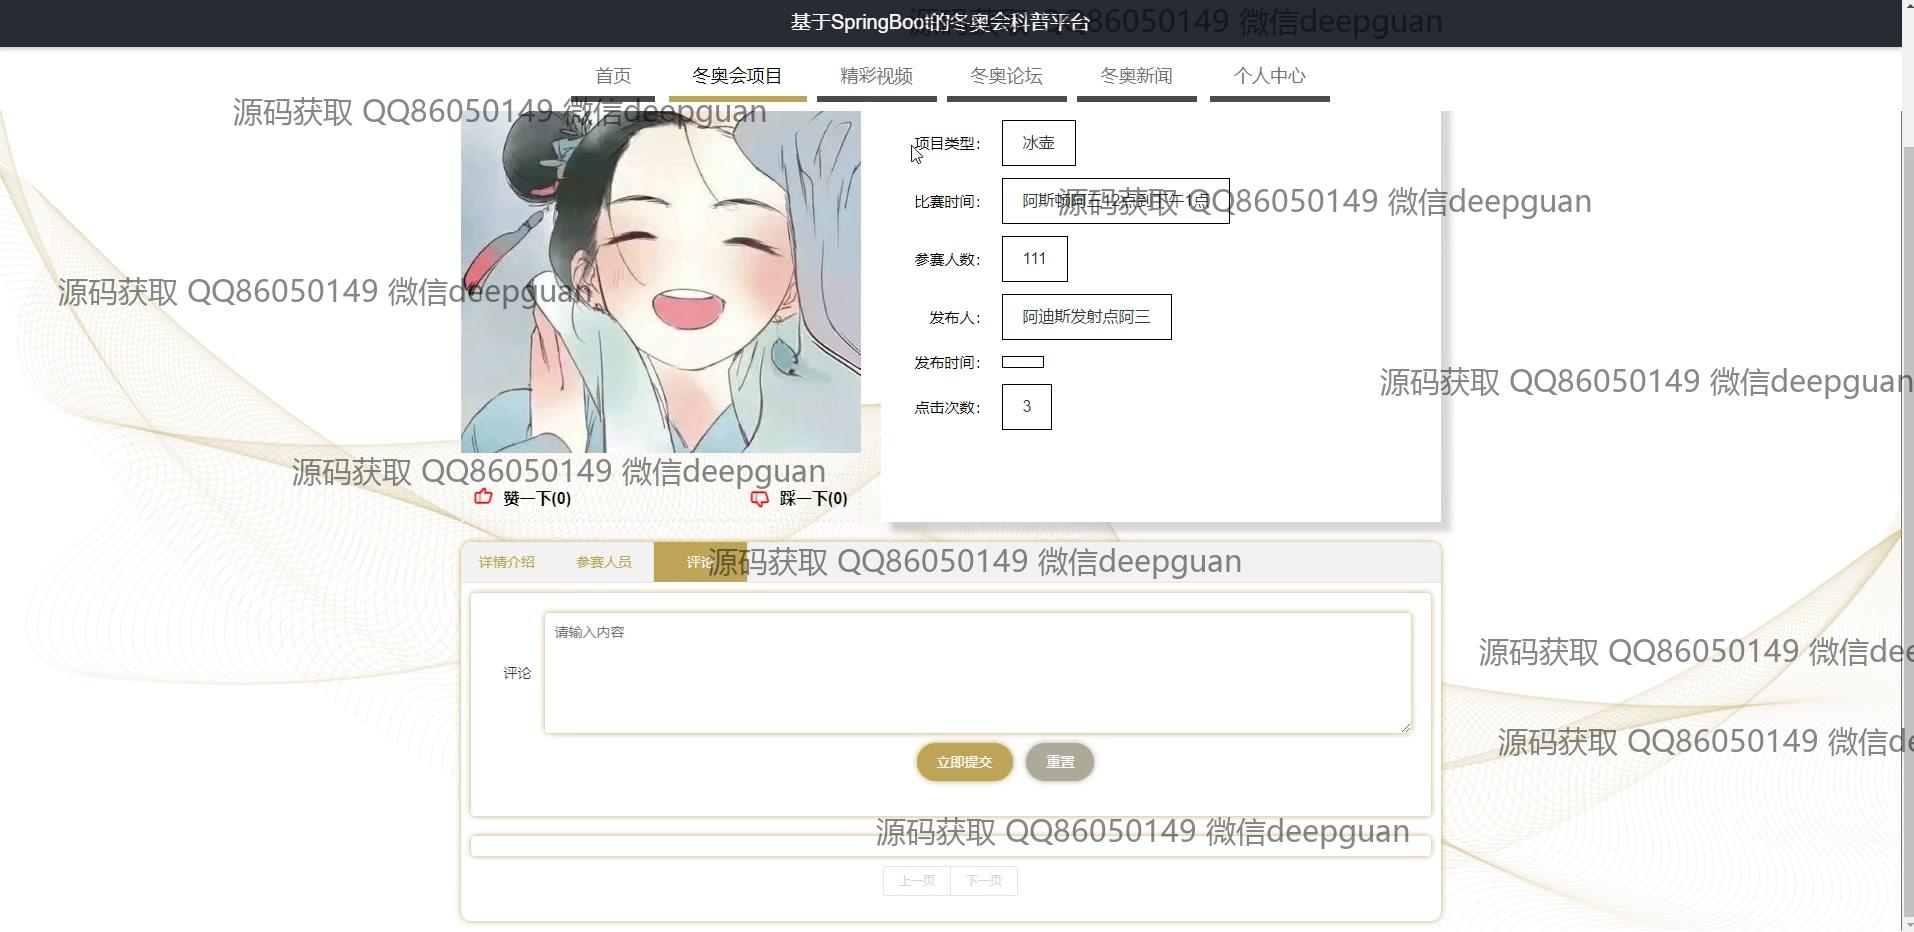 基于SpringBoot的冬奥会科普平台
源码获取 QQ86050149 微信deepguan
首页
冬奥会项目
精彩视频
冬奥论坛
冬奥新闻
个人中心
源码获取 QQ86050149 微信deepguan
项目类型：
冰壶
比赛时间：
源码获取 QQ86050149 微信deepguan
参赛人数：
111
源码获取 QQ86050149 微信deepguan
发布人：
阿迪斯发射点阿三
发布时间：
源码获取 QQ86050149 微信deepguan
点击次数：
3
源码获取 QQ86050149 微信deepguan
赞一下(0)
踩一下(0)
详情介绍
参赛人员
评论
源码获取 QQ86050149 微信deepguan
请输入内容
评论
源码获取 QQ86050149 微信dee
源码获取 QQ86050149 微信de
立即提交
重置
源码获取 QQ86050149 微信deepguan
上一页
下一页